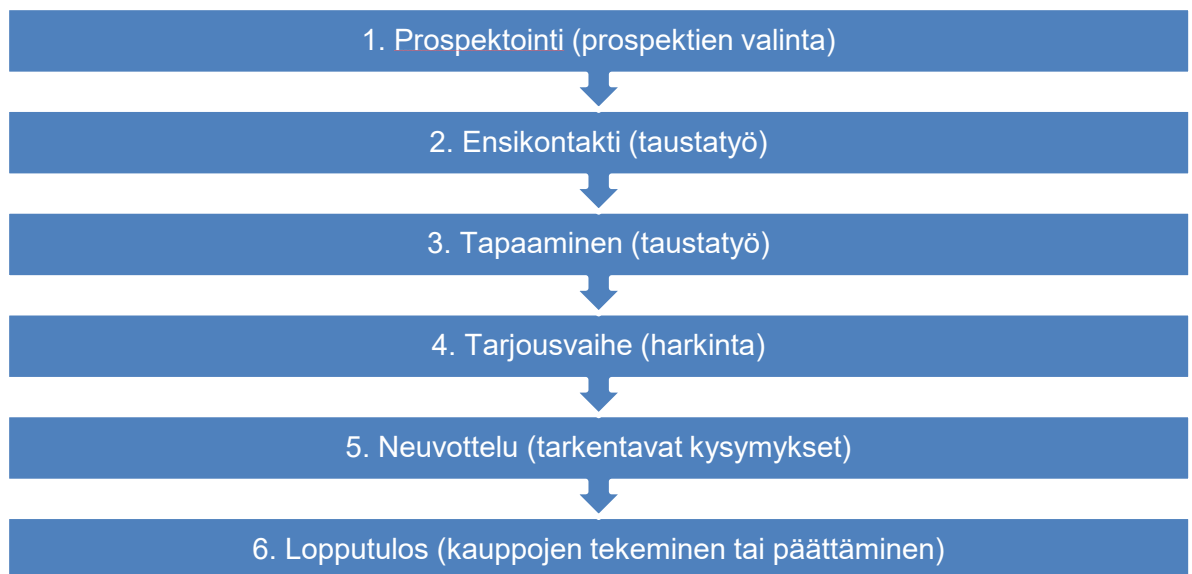 1. Prospektointi (prospektien valinta)
2. Ensikontakti (taustatyö)
3. Tapaaminen (taustatyö)
4. Tarjousvaihe (harkinta)
5. Neuvottelu (tarkentavat kysymykset)
6. Lopputulos (kauppojen tekeminen tai päättäminen)